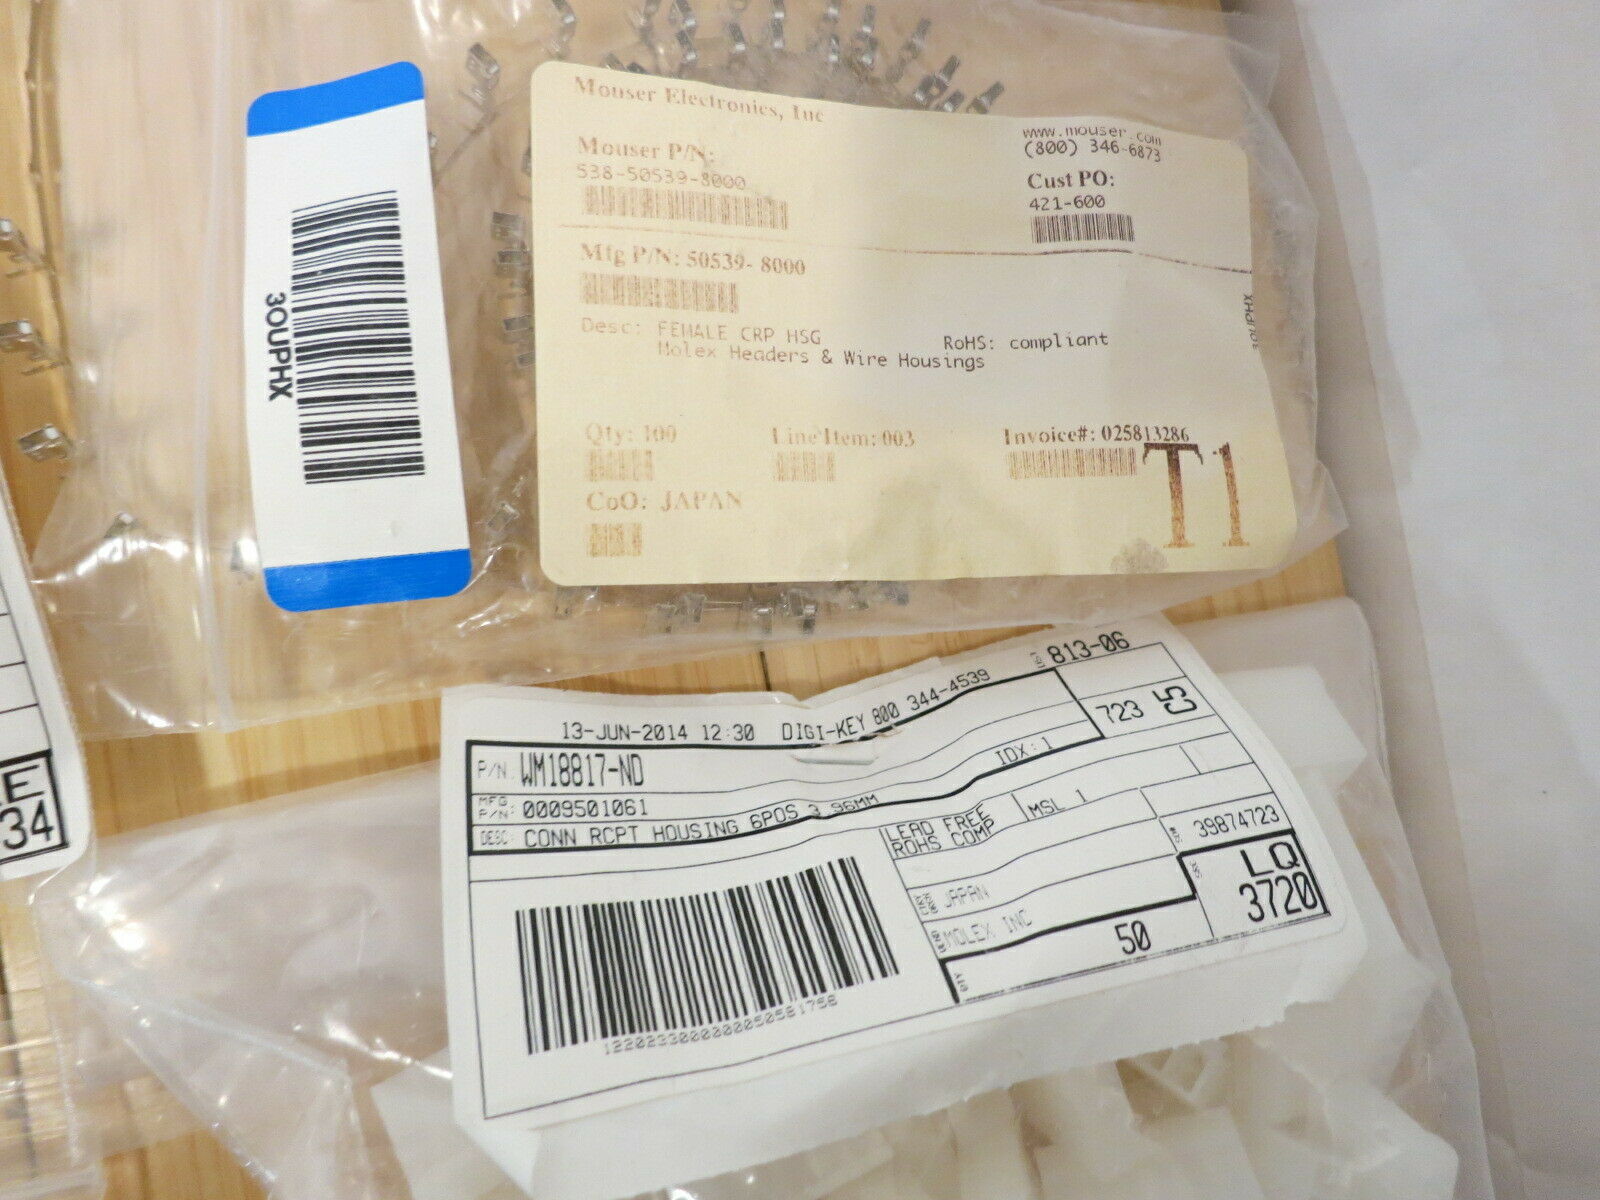 3OUPHX
Mouser Electronics, Inc
www.mouser.com
(800) 346-6873
Mouser P/N:
538-50539-8000
Cust PO:
421-600
Mfg P/N: 50539- 8000
Desc: FEMALE CRP HSG
Molex Headers & Wire Housings
RoHS: compliant
3OUPHX
Qty: 100
Line Item: 003
Invoice#: 025813286
CoO: JAPAN
T1
13-JUN-2014 12:30 DIGI-KEY 800 344-4539
813-06
P/N: WM18817-ND
IDX: 1
723
C5
MFG P/N: 0009501061
DESC: CONN RCPT HOUSING 6POS 3.96MM
LEAD FREE
ROHS COMP
MSL 1
39874723
JAPAN
MOLEX INC
LQ
3720
QTY
50
1220233000000050581756
E
34